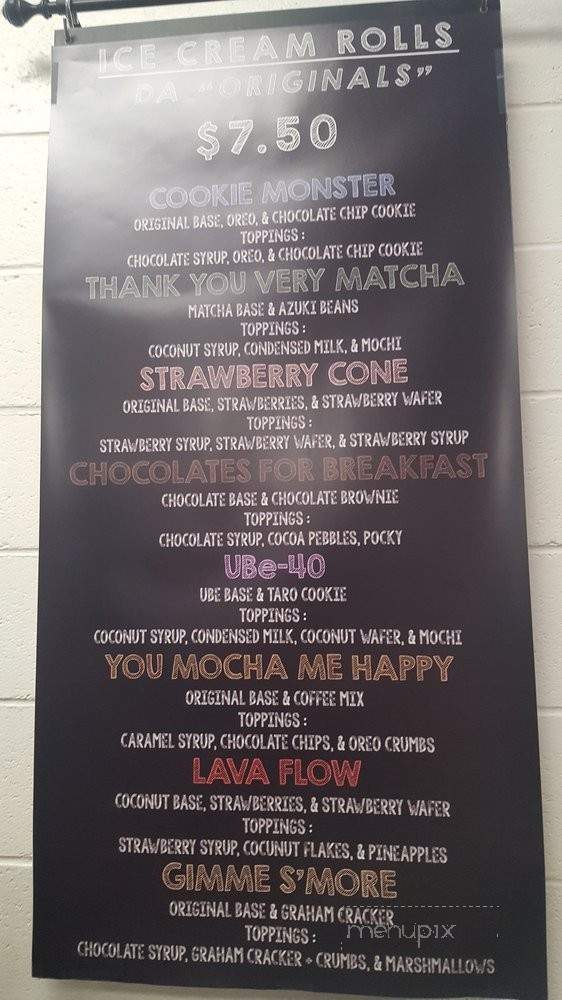 ICE CREAM ROLLS
DA "ORIGINALS"
$7.50
COOKIE MONSTER
ORIGINAL BASE, OREO, & CHOCOLATE CHIP COOKIE
TOPPINGS :
CHOCOLATE SYRUP, OREO, & CHOCOLATE CHIP COOKIE
THANK YOU VERY MATCHA
MATCHA BASE & AZUKI BEANS
TOPPINGS :
COCONUT SYRUP, CONDENSED MILK, & MOCHI
STRAWBERRY CONE
ORIGINAL BASE, STRAWBERRIES, & STRAWBERRY WAFER
TOPPINGS :
STRAWBERRY SYRUP, STRAWBERRY WAFER, & STRAWBERRY SYRUP
CHOCOLATES FOR BREAKFAST
CHOCOLATE BASE & CHOCOLATE BROWNIE
TOPPINGS :
CHOCOLATE SYRUP, COCOA PEBBLES, POCKY
UBe-40
UBE BASE & TARO COOKIE
TOPPINGS :
COCONUT SYRUP, CONDENSED MILK, COCONUT WAFER, & MOCHI
YOU MOCHA ME HAPPY
ORIGINAL BASE & COFFEE MIX
TOPPINGS :
CARAMEL SYRUP, CHOCOLATE CHIPS, & OREO CRUMBS
LAVA FLOW
COCONUT BASE, STRAWBERRIES, & STRAWBERRY WAFER
TOPPINGS :
STRAWBERRY SYRUP, COCUNUT FLAKES, & PINEAPPLES
GIMME S'MORE
ORIGINAL BASE & GRAHAM CRACKER
TOPPINGS :
CHOCOLATE SYRUP, GRAHAM CRACKER + CRUMBS, & MARSHMALLOWS
menupix